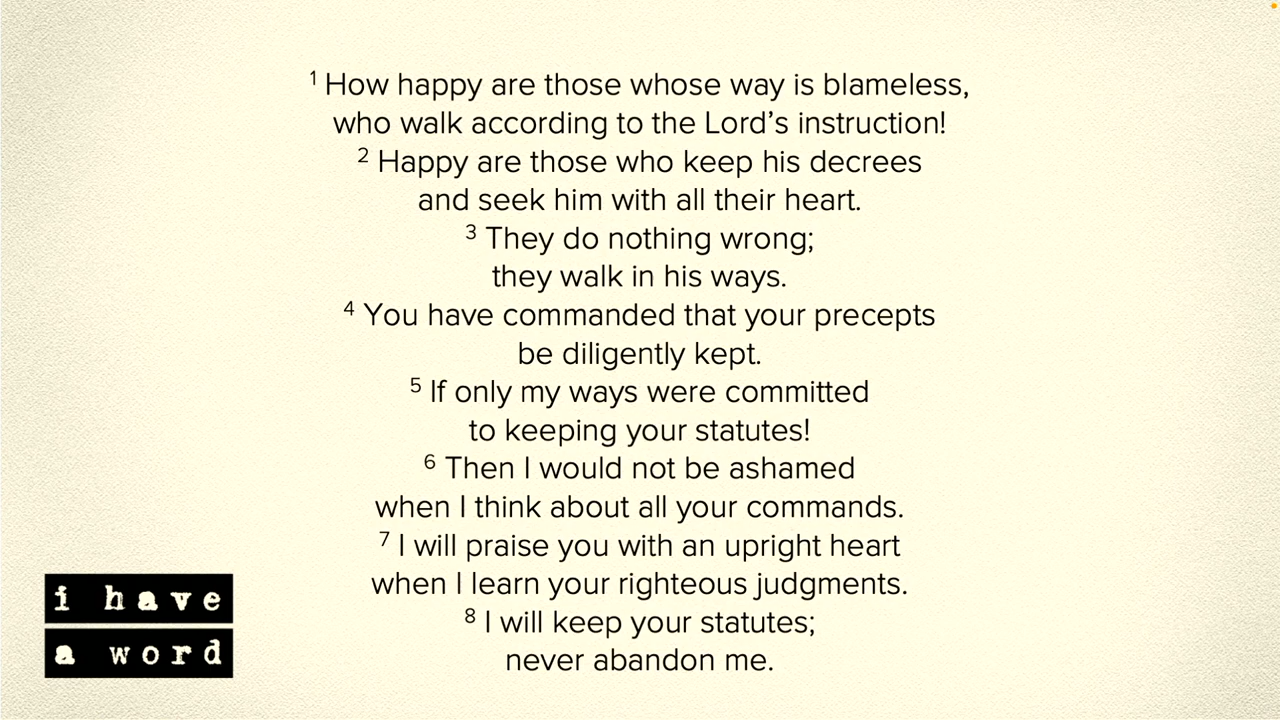 1 How happy are those whose way is blameless,
who walk according to the Lord’s instruction!
2 Happy are those who keep his decrees
and seek him with all their heart.
3 They do nothing wrong;
they walk in his ways.
4 You have commanded that your precepts
be diligently kept.
5 If only my ways were committed
to keeping your statutes!
6 Then I would not be ashamed
when I think about all your commands.
7 I will praise you with an upright heart
when I learn your righteous judgments.
8 I will keep your statutes;
never abandon me.
i have
a word